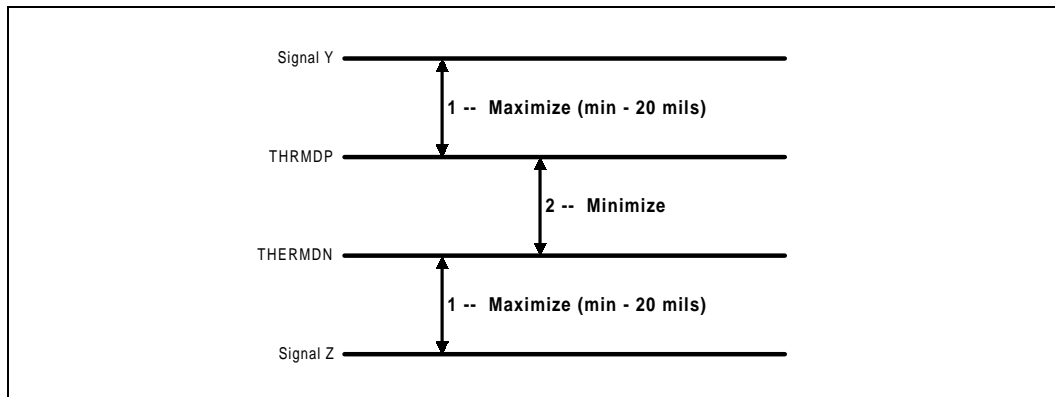 Signal Y
1 -- Maximize (min - 20 mils)
THRMDP
2 -- Minimize
THERMDN
1 -- Maximize (min - 20 mils)
Signal Z